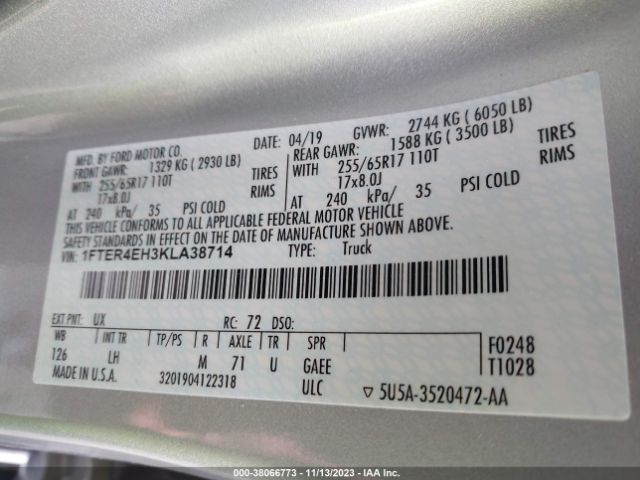 MFD. BY FORD MOTOR CO. DATE: 04/19 GVWR: 2744 KG ( 6050 LB)
FRONT GAWR: 1329 KG ( 2930 LB) REAR GAWR: 1588 KG ( 3500 LB)
WITH 255/65R17 110T TIRES WITH 255/65R17 110T TIRES
17x8.0J RIMS 17x8.0J RIMS
AT 240 kPa/ 35 PSI COLD AT 240 kPa/ 35 PSI COLD
THIS VEHICLE CONFORMS TO ALL APPLICABLE FEDERAL MOTOR VEHICLE
SAFETY STANDARDS IN EFFECT ON THE DATE OF MANUFACTURE SHOWN ABOVE.
VIN: 1FTER4EH3KLA38714 TYPE: Truck
EXT PNT: UX RC: 72 DSO:
WB INT TR TP/PS R AXLE TR SPR F0248
126 LH M 71 U GAEE T1028
MADE IN U.S.A. 3201904122318 ULC ▽ 5U5A-3520472-AA
000-38066773 - 11/13/2023 - IAA Inc.